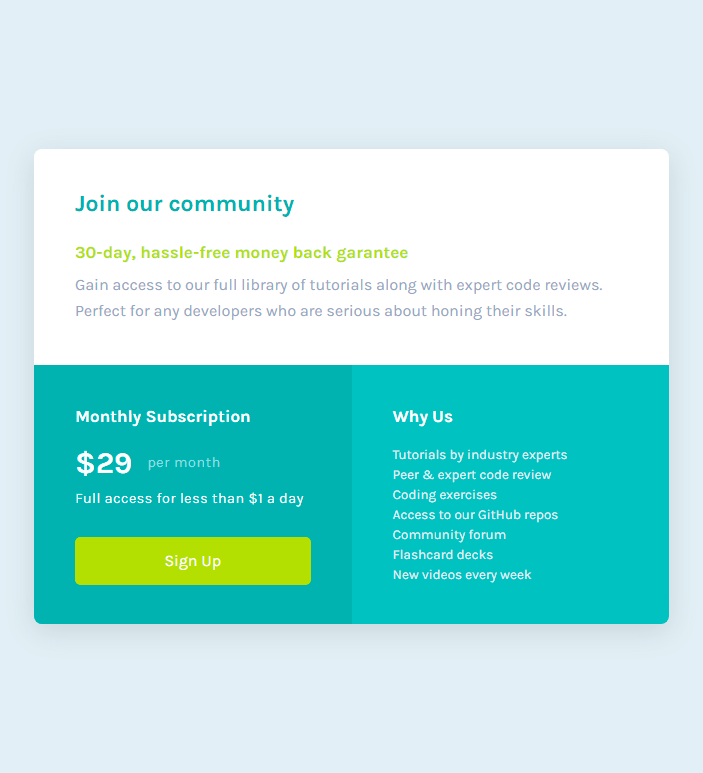 Join our community
30-day, hassle-free money back garantee
Gain access to our full library of tutorials along with expert code reviews.
Perfect for any developers who are serious about honing their skills.
Monthly Subscription
$29 per month
Full access for less than $1 a day
Sign Up
Why Us
Tutorials by industry experts
Peer & expert code review
Coding exercises
Access to our GitHub repos
Community forum
Flashcard decks
New videos every week